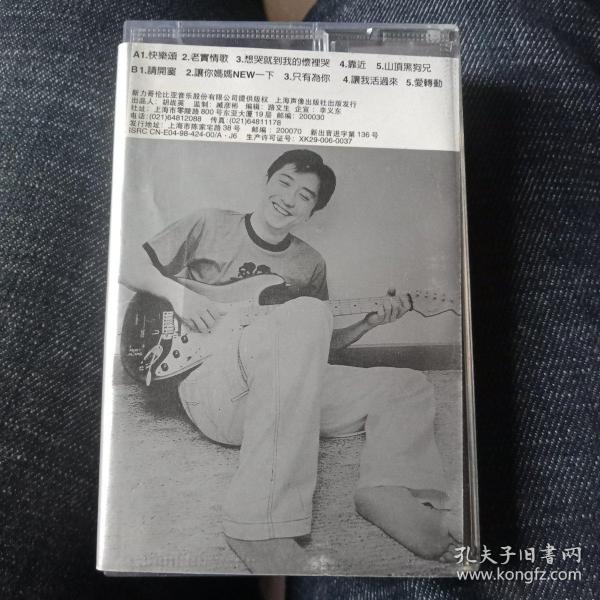 A1.快樂頌 2.老實情歌 3.想哭就到我的懷裡哭 4.靠近 5.山頂黑狗兄
B1.請開窗 2.讓你媽媽NEW一下 3.只有為你 4.讓我活過來 5.愛轉動
新力哥伦比亚音乐股份有限公司提供版权 上海声像出版社出版发行
出品人：胡战英 监制：臧彦彬 编辑：路文生 企宣：李义东
社址：上海市零陵路800号东亚大厦19层 邮编：200030
电话:(021)64812088 传真:(021)64811178
发行地址：上海市陈家宅路38号 邮编：200070 新出音进字第136号
ISRC CN-E04-98-424-00/A·J6 生产许可证号：XK29-006-0037
孔夫子旧書网
www.kongfz.com